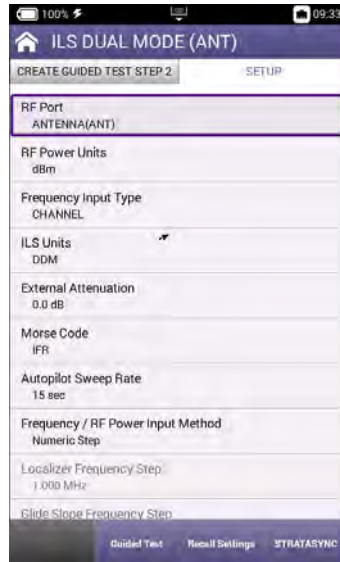 100% 09:33
ILS DUAL MODE (ANT)
CREATE GUIDED TEST STEP 2 SETUP
RF Port
ANTENNA(ANT)
RF Power Units
dBm
Frequency Input Type
CHANNEL
ILS Units
DDM
External Attenuation
0.0 dB
Morse Code
IFR
Autopilot Sweep Rate
15 sec
Frequency / RF Power Input Method
Numeric Step
Localizer Frequency Step
1.000 MHz
Glide Slope Frequency Step
Guided Test Recall Settings STRATASYNC